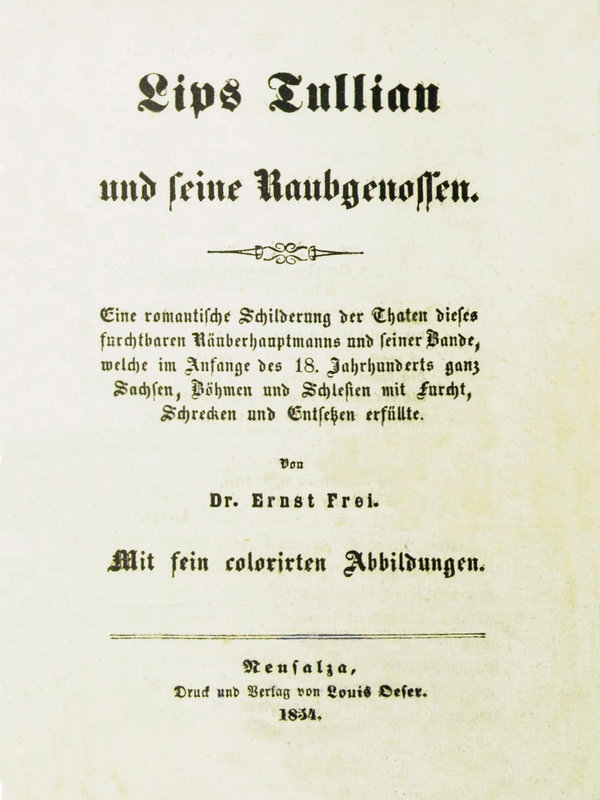 Lips Tullian
und ſeine Raubgenoſſen.
Eine romantiſche Schilderung der Thaten dieſes
furchtbaren Räuberhauptmanns und ſeiner Bande,
welche im Anfange des 18. Jahrhunderts ganz
Sachſen, Böhmen und Schleſien mit Furcht,
Schrecken und Entſetzen erfüllte.
Von
Dr. Ernst Frei.
Mit fein colorirten Abbildungen.
Neuſalza,
Druck und Verlag von Louis Oeſer.
1854.